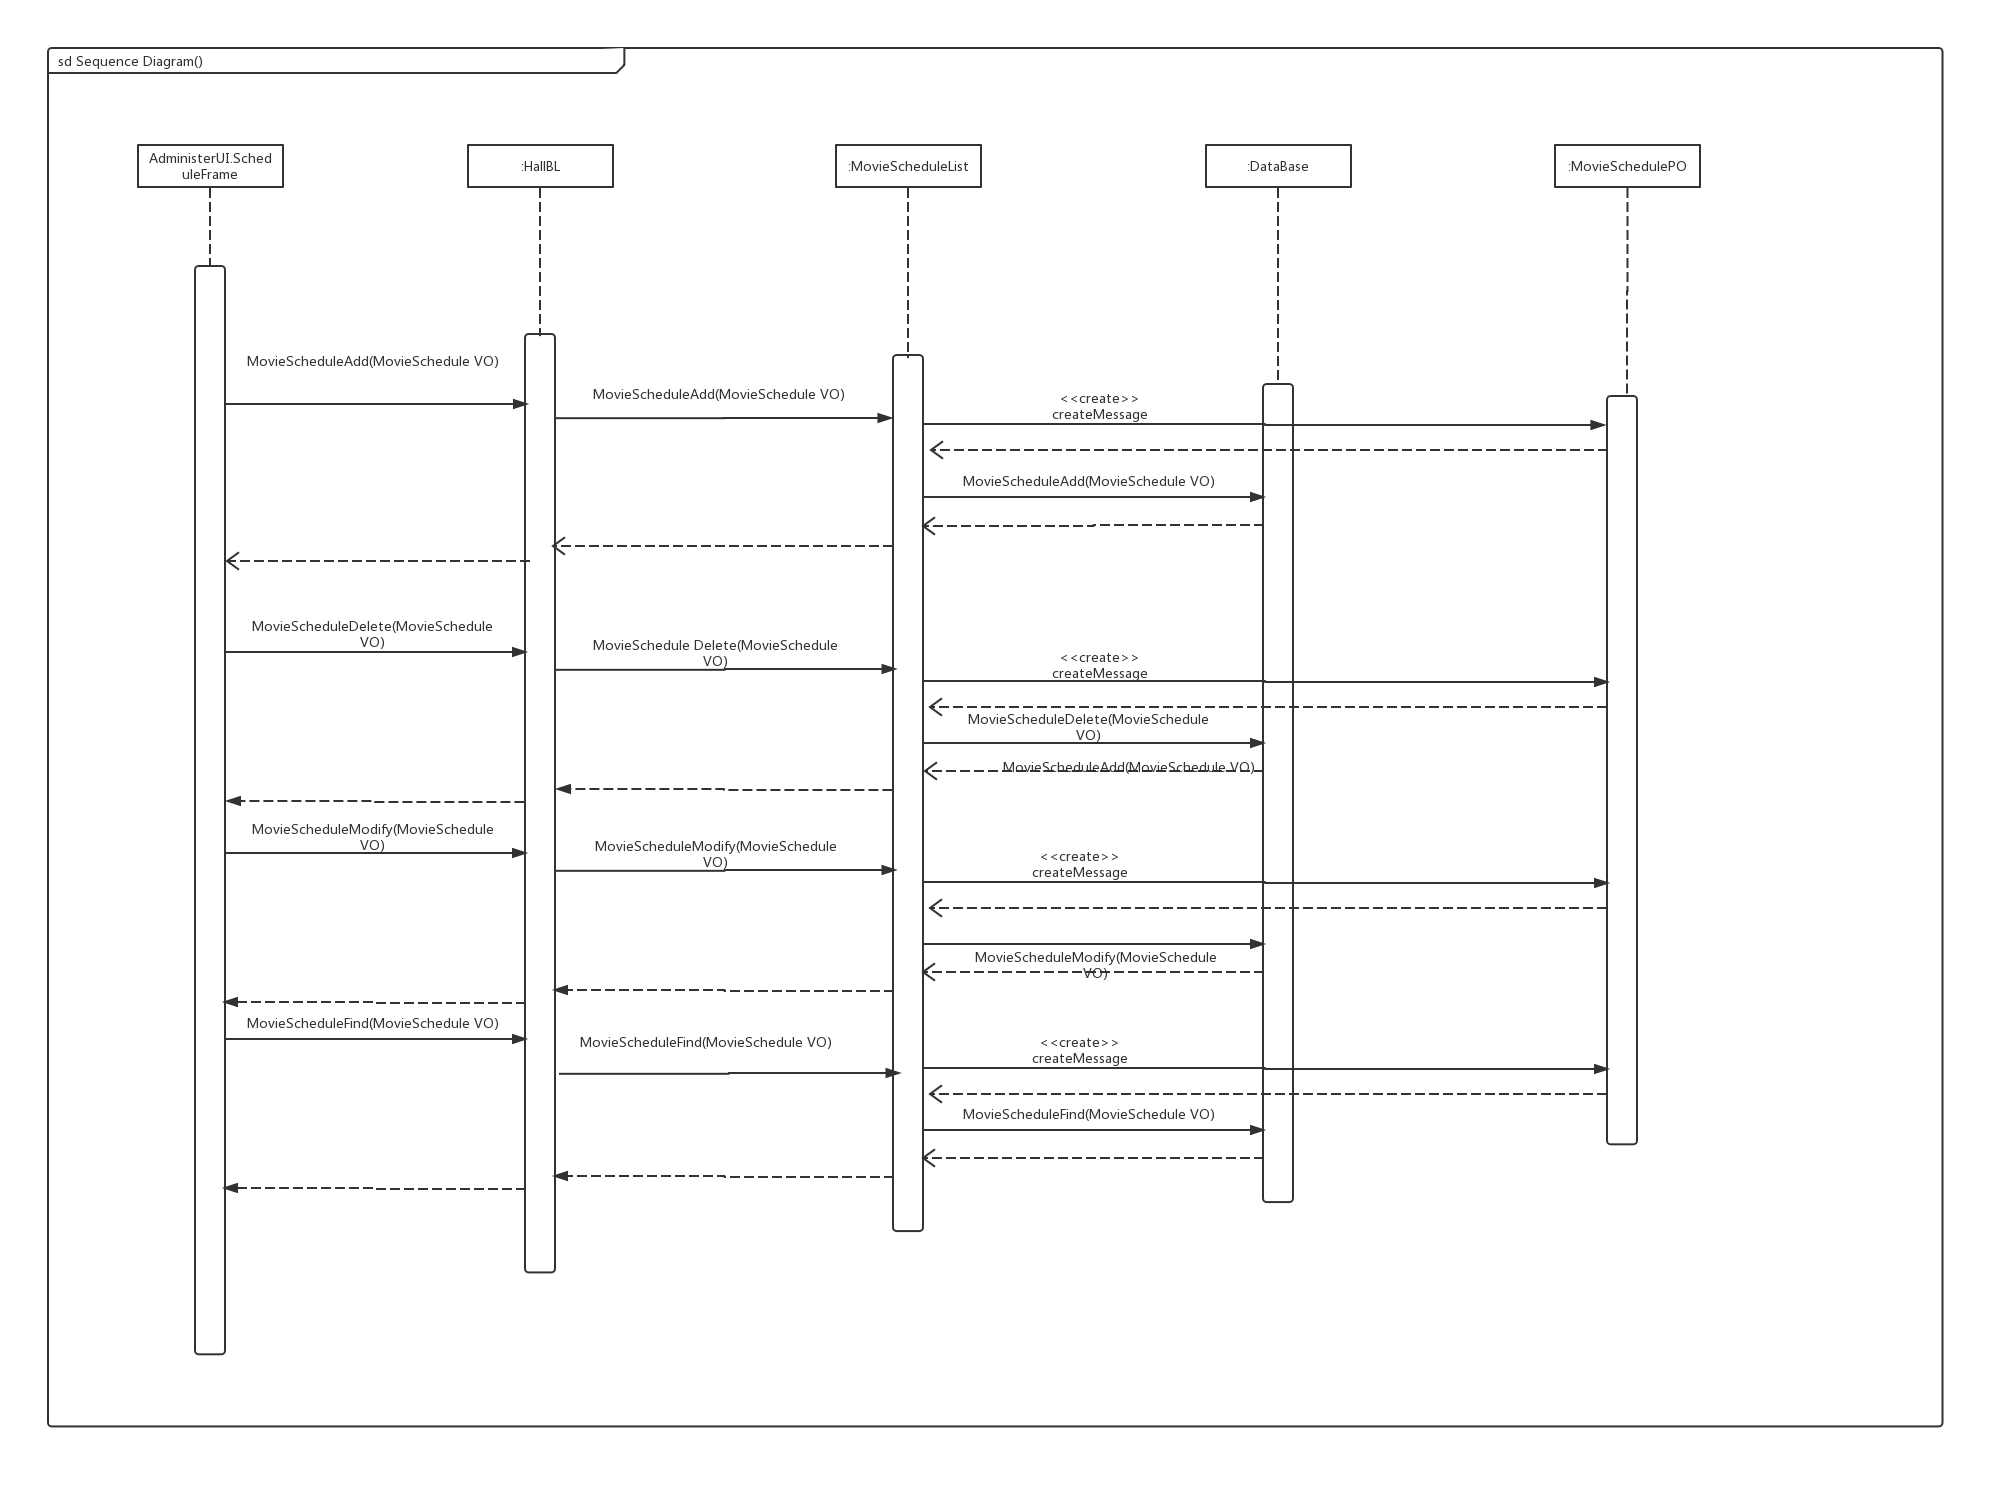 sd Sequence Diagram()
AdministerUI.Sched
uleFrame
:HallBL
:MovieScheduleList
:DataBase
:MovieSchedulePO
MovieScheduleAdd(MovieSchedule VO)
MovieScheduleAdd(MovieSchedule VO)
<<create>>
createMessage
MovieScheduleAdd(MovieSchedule VO)
MovieScheduleDelete(MovieSchedule
VO)
MovieSchedule Delete(MovieSchedule
VO)
<<create>>
createMessage
MovieScheduleDelete(MovieSchedule
VO)
MovieScheduleAdd(MovieSchedule VO)
MovieScheduleModify(MovieSchedule
VO)
MovieScheduleModify(MovieSchedule
VO)
<<create>>
createMessage
MovieScheduleModify(MovieSchedule
VO)
MovieScheduleFind(MovieSchedule VO)
MovieScheduleFind(MovieSchedule VO)
<<create>>
createMessage
MovieScheduleFind(MovieSchedule VO)